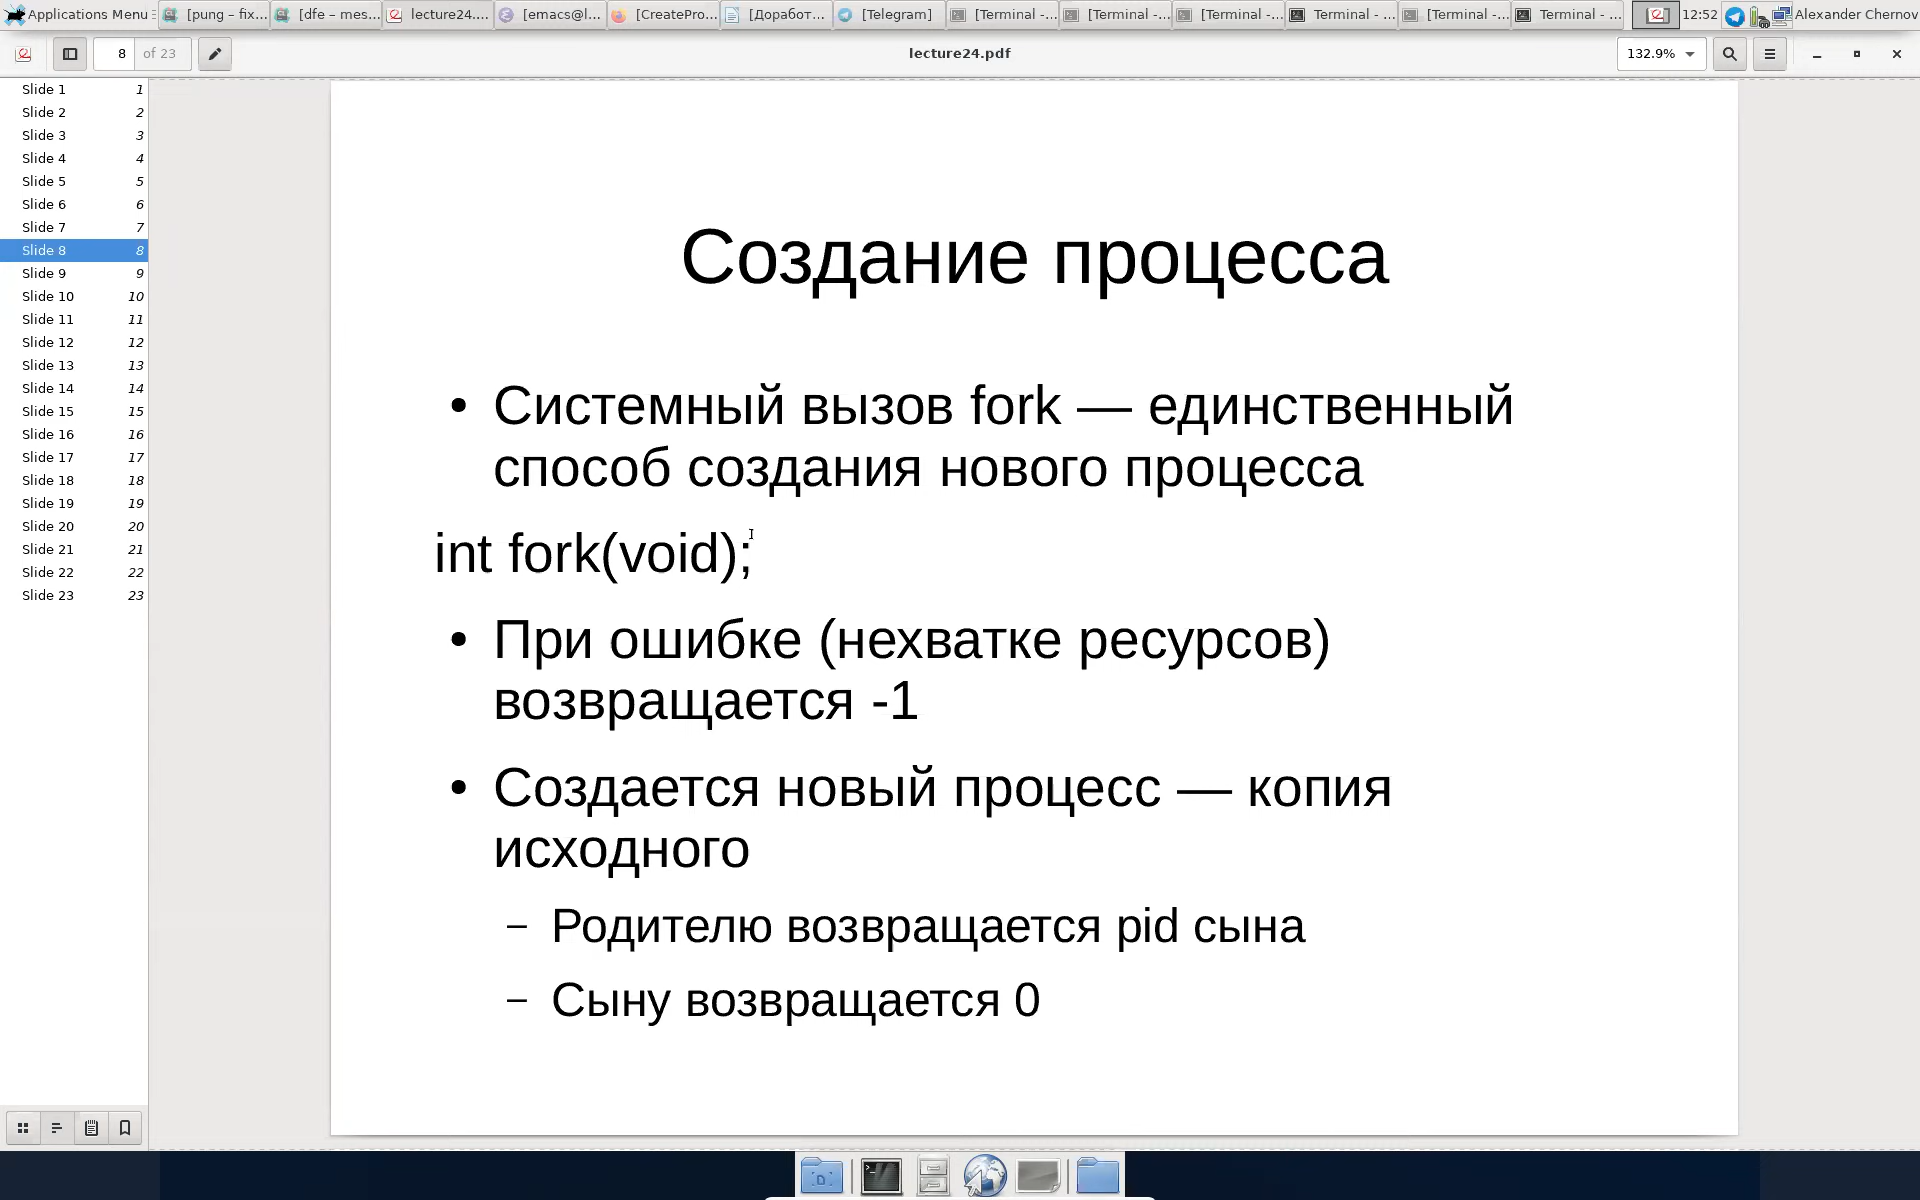 Applications Menu [pung – fix... [dfe – mes... lecture24.... [emacs@l... [CreatePro... [Доработ... [Telegram] [Terminal -... [Terminal -... [Terminal -... Terminal - ... [Terminal -... Terminal - ... 12:52 Alexander Chernov
8 of 23 lecture24.pdf 132.9%
Slide 1 1
Slide 2 2
Slide 3 3
Slide 4 4
Slide 5 5
Slide 6 6
Slide 7 7
Slide 8 8
Slide 9 9
Slide 10 10
Slide 11 11
Slide 12 12
Slide 13 13
Slide 14 14
Slide 15 15
Slide 16 16
Slide 17 17
Slide 18 18
Slide 19 19
Slide 20 20
Slide 21 21
Slide 22 22
Slide 23 23
Создание процесса
• Системный вызов fork — единственный
способ создания нового процесса
int fork(void);
• При ошибке (нехватке ресурсов)
возвращается -1
• Создается новый процесс — копия
исходного
– Родителю возвращается pid сына
– Сыну возвращается 0